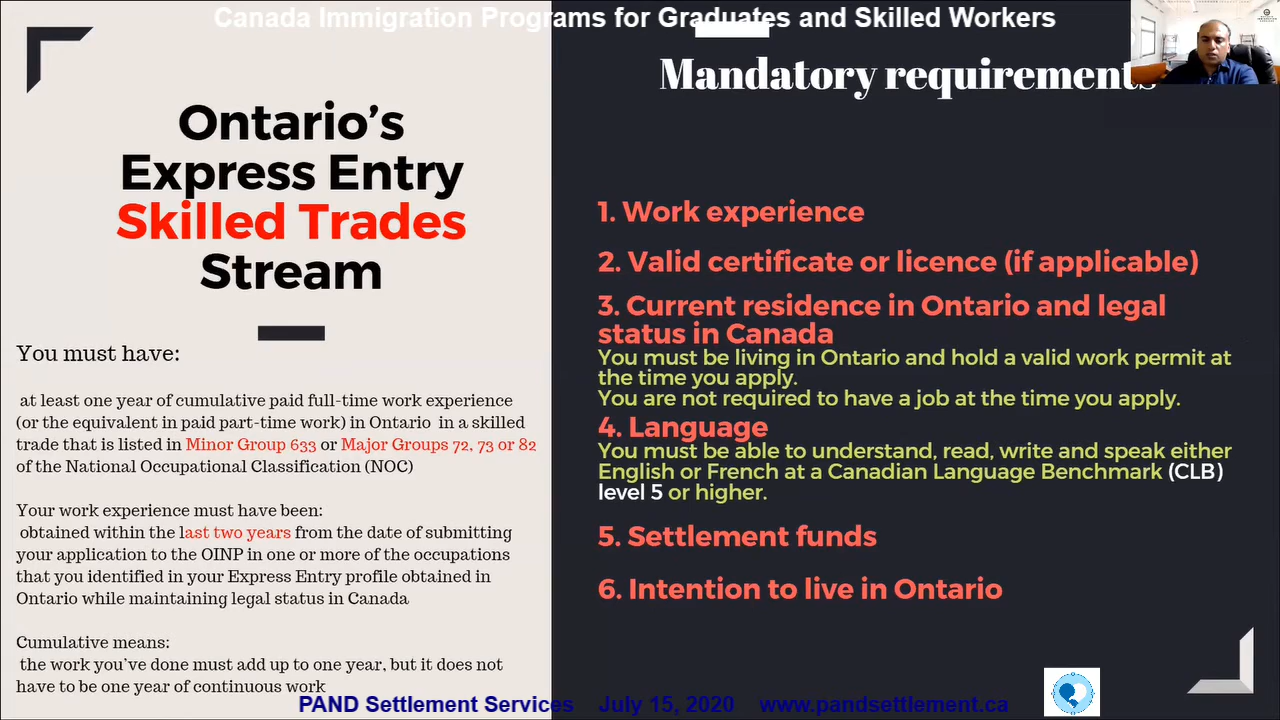 Canada Immigration Programs for Graduates and Skilled Workers
Ontario’s
Express Entry
Skilled Trades
Stream
You must have:
at least one year of cumulative paid full-time work experience
(or the equivalent in paid part-time work) in Ontario in a skilled
trade that is listed in Minor Group 633 or Major Groups 72, 73 or 82
of the National Occupational Classification (NOC)
Your work experience must have been:
obtained within the last two years from the date of submitting
your application to the OINP in one or more of the occupations
that you identified in your Express Entry profile obtained in
Ontario while maintaining legal status in Canada
Cumulative means:
the work you’ve done must add up to one year, but it does not
have to be one year of continuous work
Mandatory requirements
1. Work experience
2. Valid certificate or licence (if applicable)
3. Current residence in Ontario and legal
status in Canada
You must be living in Ontario and hold a valid work permit at
the time you apply.
You are not required to have a job at the time you apply.
4. Language
You must be able to understand, read, write and speak either
English or French at a Canadian Language Benchmark (CLB)
level 5 or higher.
5. Settlement funds
6. Intention to live in Ontario
PAND Settlement Services July 15, 2020 www.pandsettlement.ca